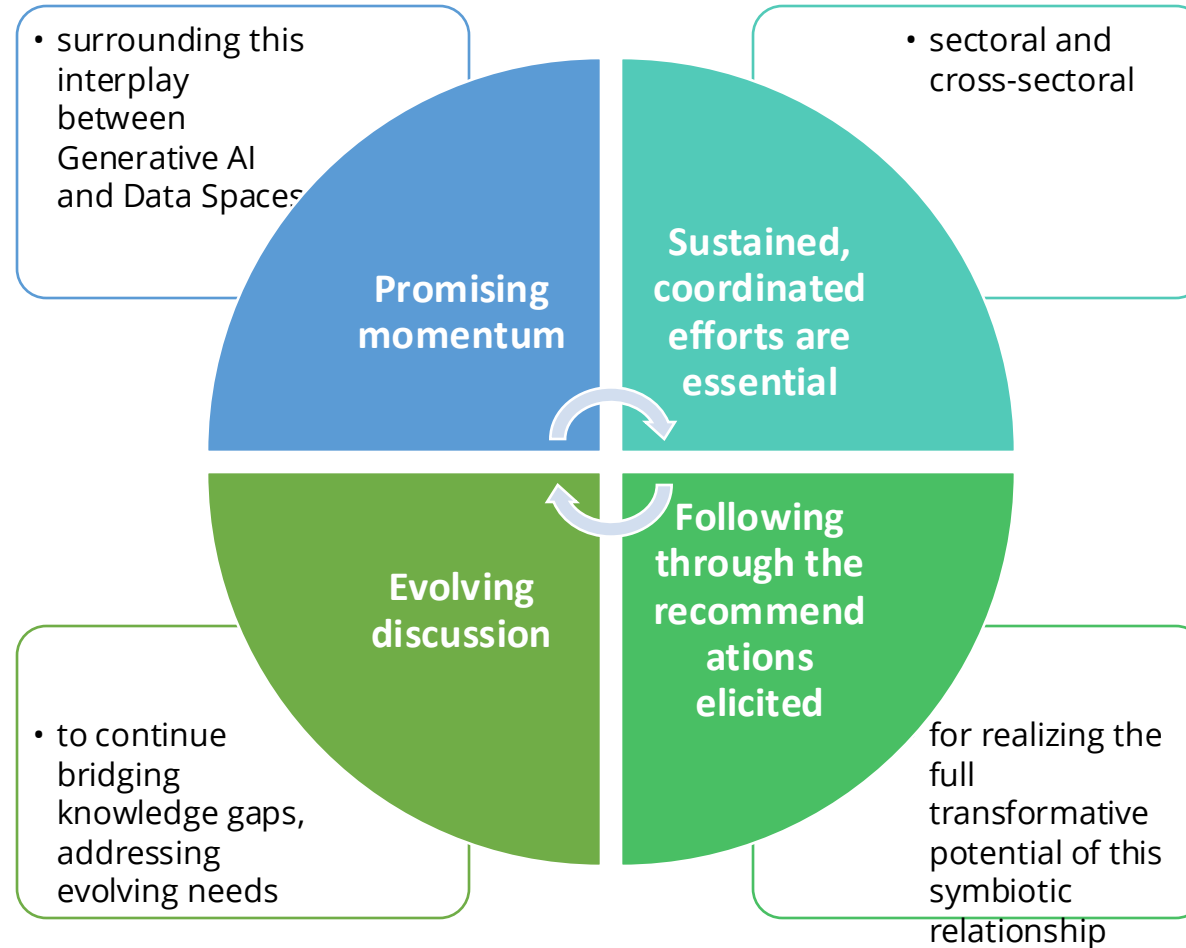 • surrounding this
interplay
between
Generative AI
and Data Spaces
Promising
momentum
• sectoral and
cross-sectoral
Sustained,
coordinated
efforts are
essential
Following
through the
recommend
ations
elicited
for realizing the
full
transformative
potential of this
symbiotic
relationship
Evolving
discussion
• to continue
bridging
knowledge gaps,
addressing
evolving needs